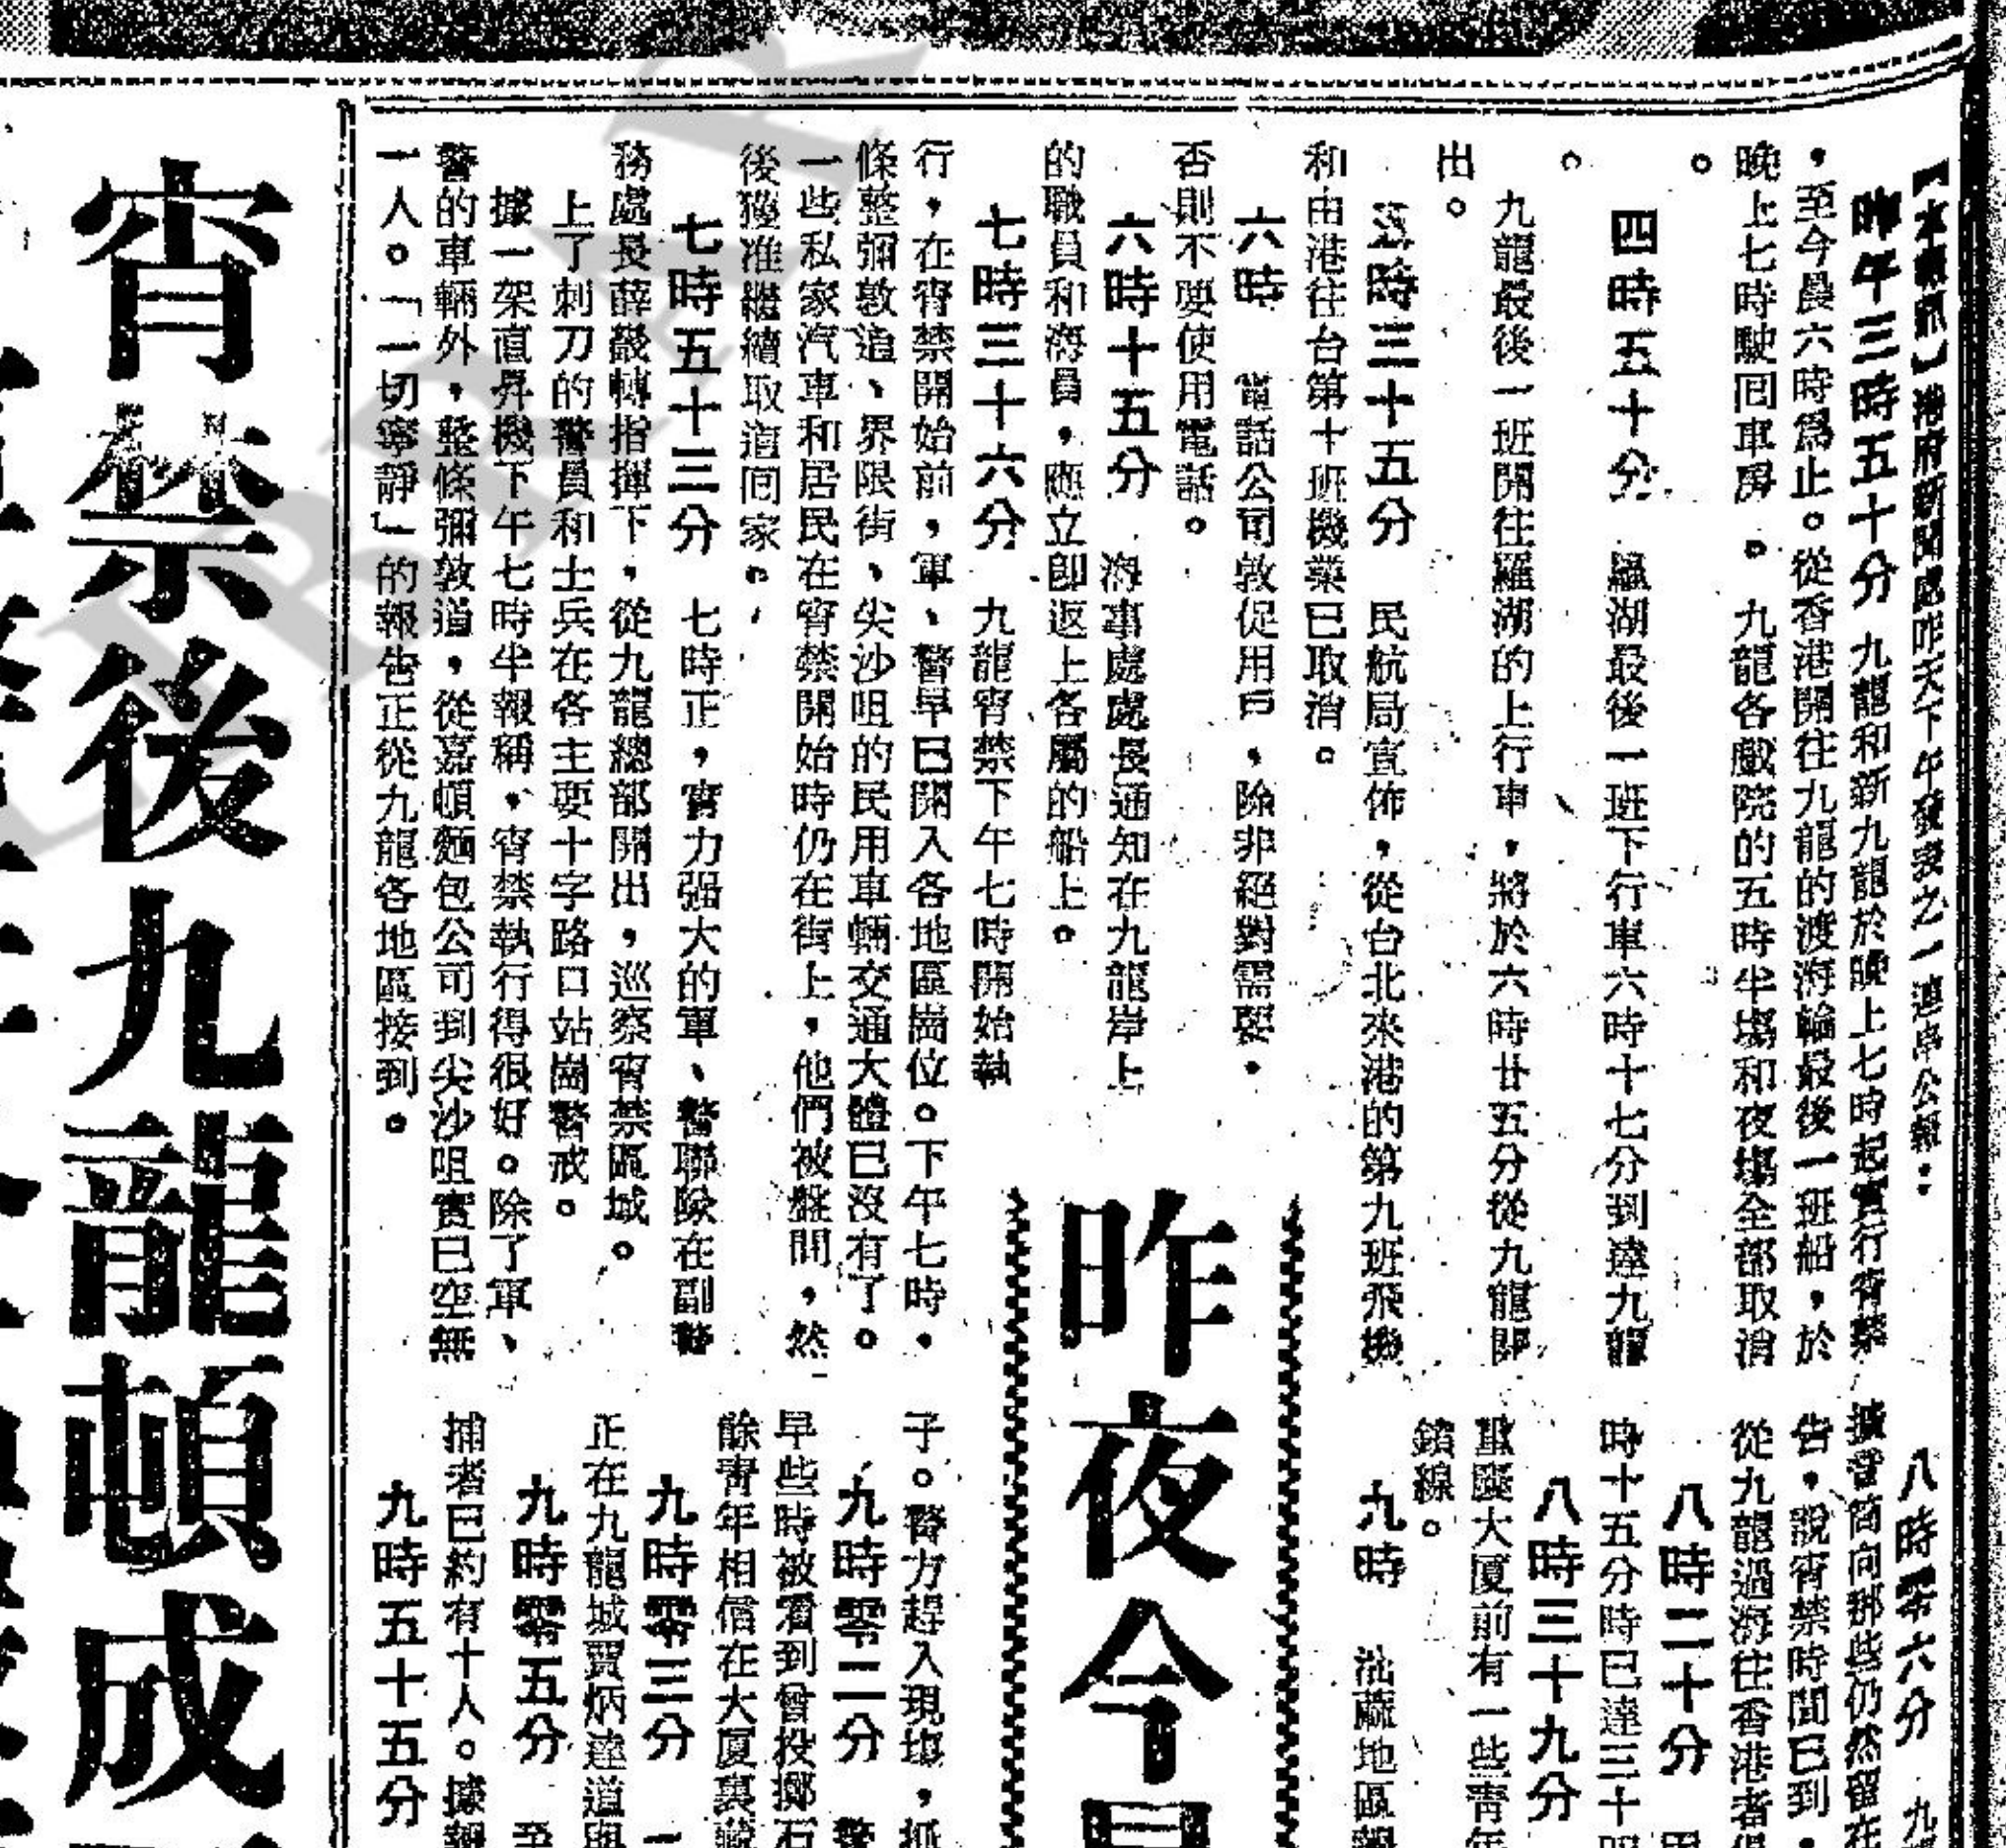 【本報訊】港府新聞處昨天下午發表之一連串公報：
昨午三時五十分　九龍和新九龍於晚上七時起實行宵禁
，至今晨六時為止。從香港開往九龍的渡海輪最後一班船，於
晚上七時駛回車房。九龍各戲院的五時半塲和夜塲全部取消
。
四時五十分　羅湖最後一班下行車六時十七分到達九龍
。
九龍最後一班開往羅湖的上行車，將於六時廿五分從九龍開
出。
五時三十五分　民航局宣佈，從台北來港的第九班飛機
和由港往台第十班機業已取消。
六時　電話公司敦促用戶，除非絕對需要，
否則不要使用電話。
六時十五分　海事處處長通知在九龍岸上
的職員和海員，應立即返上各屬的船上。
七時三十六分　九龍宵禁下午七時開始執
行，在宵禁開始前，軍、警早已開入各地區崗位。下午七時，
條整彌敦道、界限街、尖沙咀的民用車輛交通大體已沒有了。
一些私家汽車和居民在宵禁開始時仍在街上，他們被盤問，然
後獲准繼續取道回家。
七時五十三分　七時正，實力强大的軍、警聯隊在副警
務處長薛畿輔指揮下，從九龍總部開出，巡察宵禁區域。
上了刺刀的警員和士兵在各主要十字路口站崗警戒。
據一架直昇機下午七時半報稱，宵禁執行得很好。除了軍、
警的車輛外，整條彌敦道，從嘉頓麵包公司到尖沙咀實已空無
一人。「一切寧靜」的報告正從九龍各地區接到。
昨夜今
八時零六分　九
揚聲筒向那些仍然留在
告，說宵禁時間已到，
從九龍過海往香港者
八時二十分
時十五分時已達三十
八時三十九分
重慶大厦前有一些青年
鐵線。
九時　油蔴地區報
子。警方趕入現塲，抵
九時零二分　警
早些時被看到曾投擲石
餘青年相信在大厦裏藏
九時零三分　一
正在九龍城賈炳達道與
九時零五分　至
捕者已約有十人。據報
九時五十五分
宵禁後九龍頓成
LIBRAR